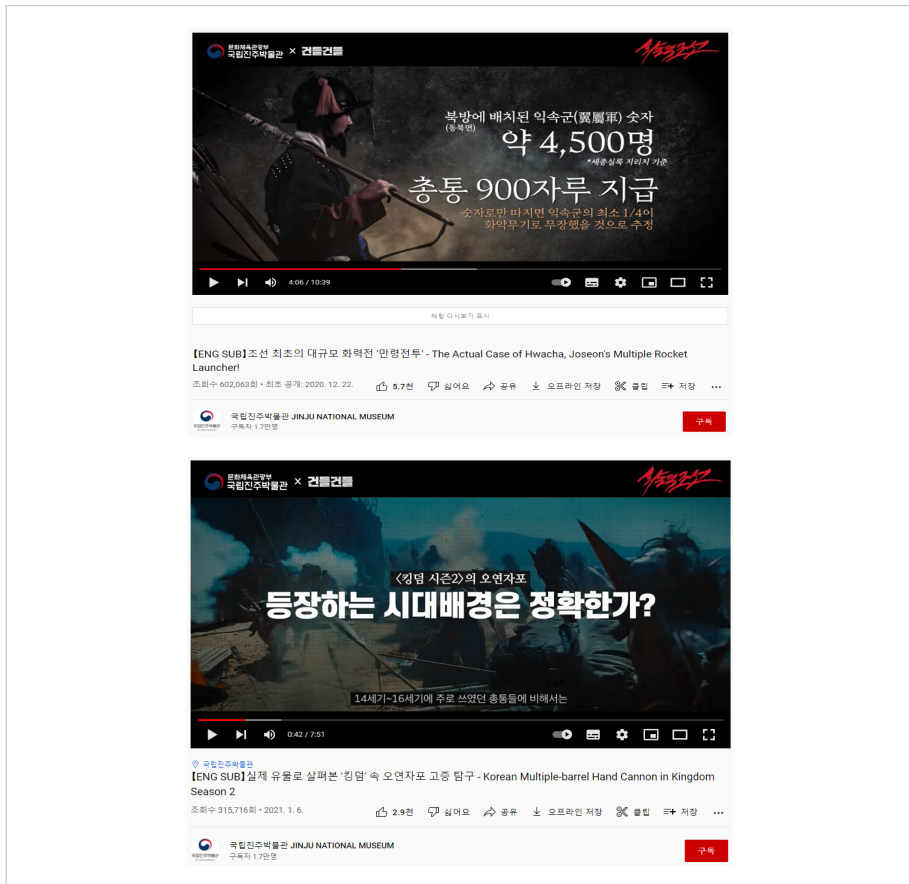 문화체육관광부
국립진주박물관 × 건들건들
화력조선
북방에 배치된 익속군(翼屬軍) 숫자
(동북면)
약 4,500명
*세종실록 지리지 기준
총통 900자루 지급
숫자로만 따지면 익속군의 최소 1/4이
화약무기로 무장했을 것으로 추정
4:06 / 10:39
채팅 다시보기 표시
【ENG SUB】조선 최초의 대규모 화력전 '만령전투' - The Actual Case of Hwacha, Joseon's Multiple Rocket
Launcher!
조회수 602,063회 • 최초 공개: 2020. 12. 22.
5.7천 싫어요 공유 오프라인 저장 클립 저장 ...
국립진주박물관 JINJU NATIONAL MUSEUM
구독자 1.7만명
구독
문화체육관광부
국립진주박물관 × 건들건들
화력조선
〈킹덤 시즌2〉의 오연자포
등장하는 시대배경은 정확한가?
14세기~16세기에 주로 쓰였던 총통들에 비해서는
0:42 / 7:51
국립진주박물관
【ENG SUB】실제 유물로 살펴본 '킹덤' 속 오연자포 고증 탐구 - Korean Multiple-barrel Hand Cannon in Kingdom
Season 2
조회수 315,716회 • 2021. 1. 6.
2.9천 싫어요 공유 오프라인 저장 클립 저장 ...
국립진주박물관 JINJU NATIONAL MUSEUM
구독자 1.7만명
구독